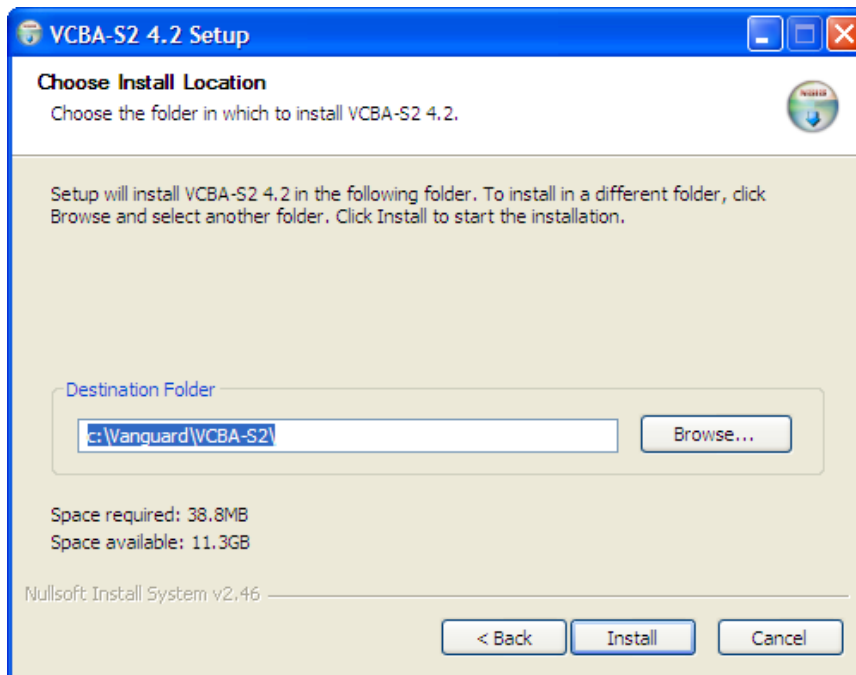 VCBA-S2 4.2 Setup
Choose Install Location
Choose the folder in which to install VCBA-S2 4.2.
Setup will install VCBA-S2 4.2 in the following folder. To install in a different folder, click
Browse and select another folder. Click Install to start the installation.
Destination Folder
c:\Vanguard\VCBA-S2\
Browse...
Space required: 38.8MB
Space available: 11.3GB
Nullsoft Install System v2.46
< Back
Install
Cancel